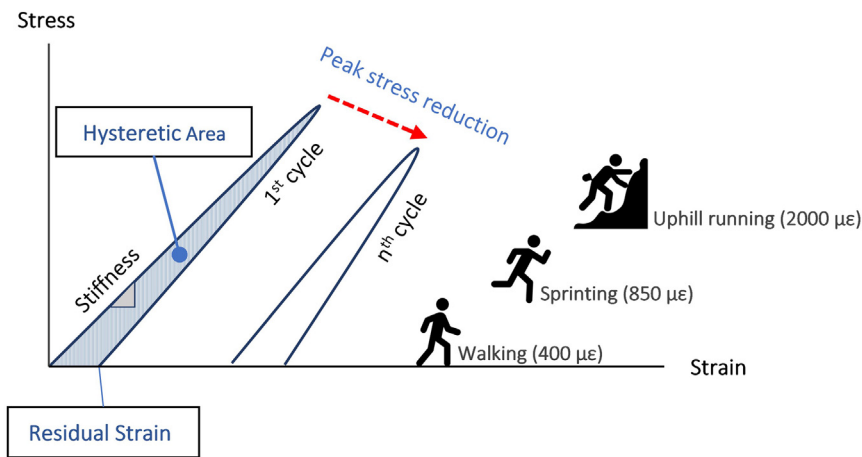 Stress
Peak stress reduction
Hysteretic Area
1st cycle
nth cycle
Stiffness
Uphill running (2000 με)
Sprinting (850 με)
Walking (400 με)
Strain
Residual Strain